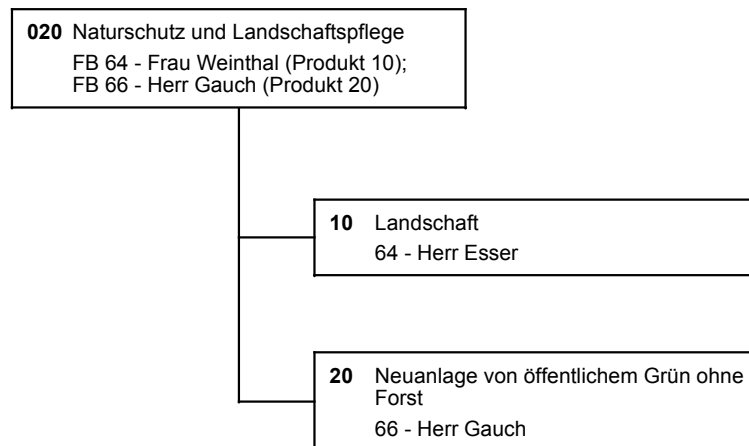 020 Naturschutz und Landschaftspflege
FB 64 - Frau Weinthal (Produkt 10);
FB 66 - Herr Gauch (Produkt 20)
10 Landschaft
64 - Herr Esser
20 Neuanlage von öffentlichem Grün ohne
Forst
66 - Herr Gauch